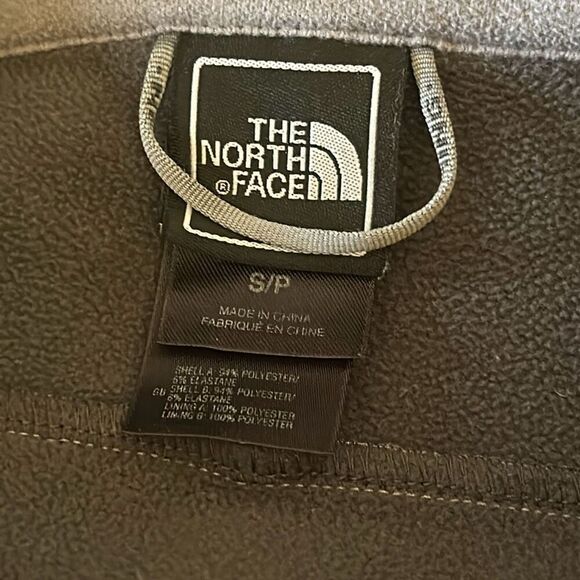 THE
NORTH
® FACE
S/P
MADE IN CHINA
FABRIQUÉ EN CHINE
SHELL A: 94% POLYESTER/
6% ELASTANE
GB SHELL B: 94% POLYESTER/
6% ELASTANE
LINING A: 100% POLYESTER
LINING B: 100% POLYESTER